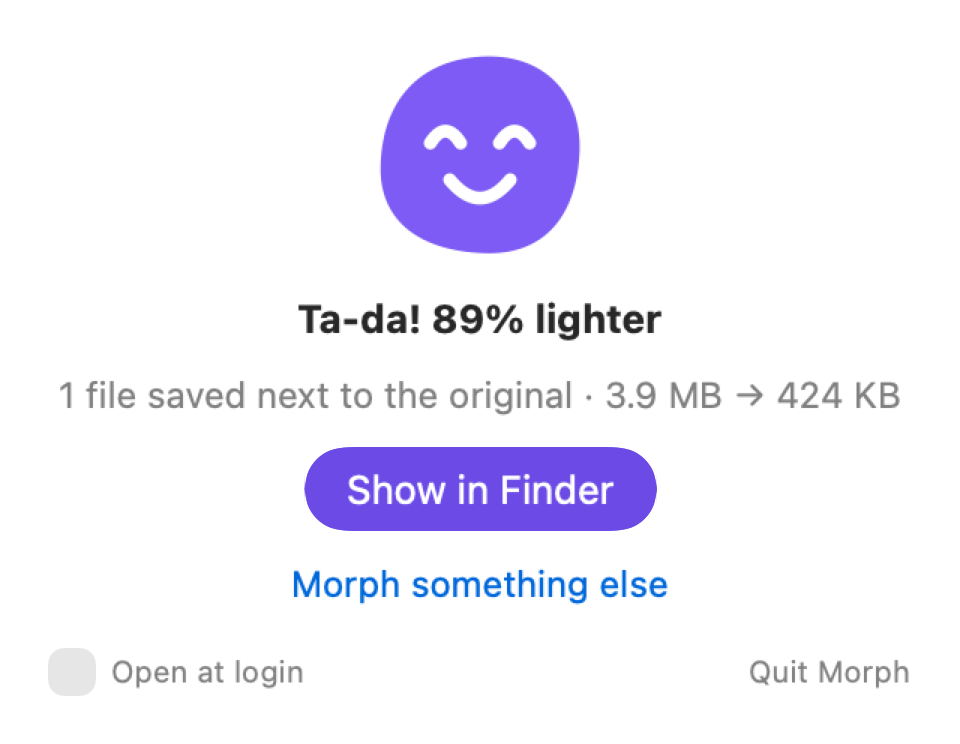 Ta-da! 89% lighter
1 file saved next to the original · 3.9 MB → 424 KB
Show in Finder
Morph something else
Open at login
Quit Morph